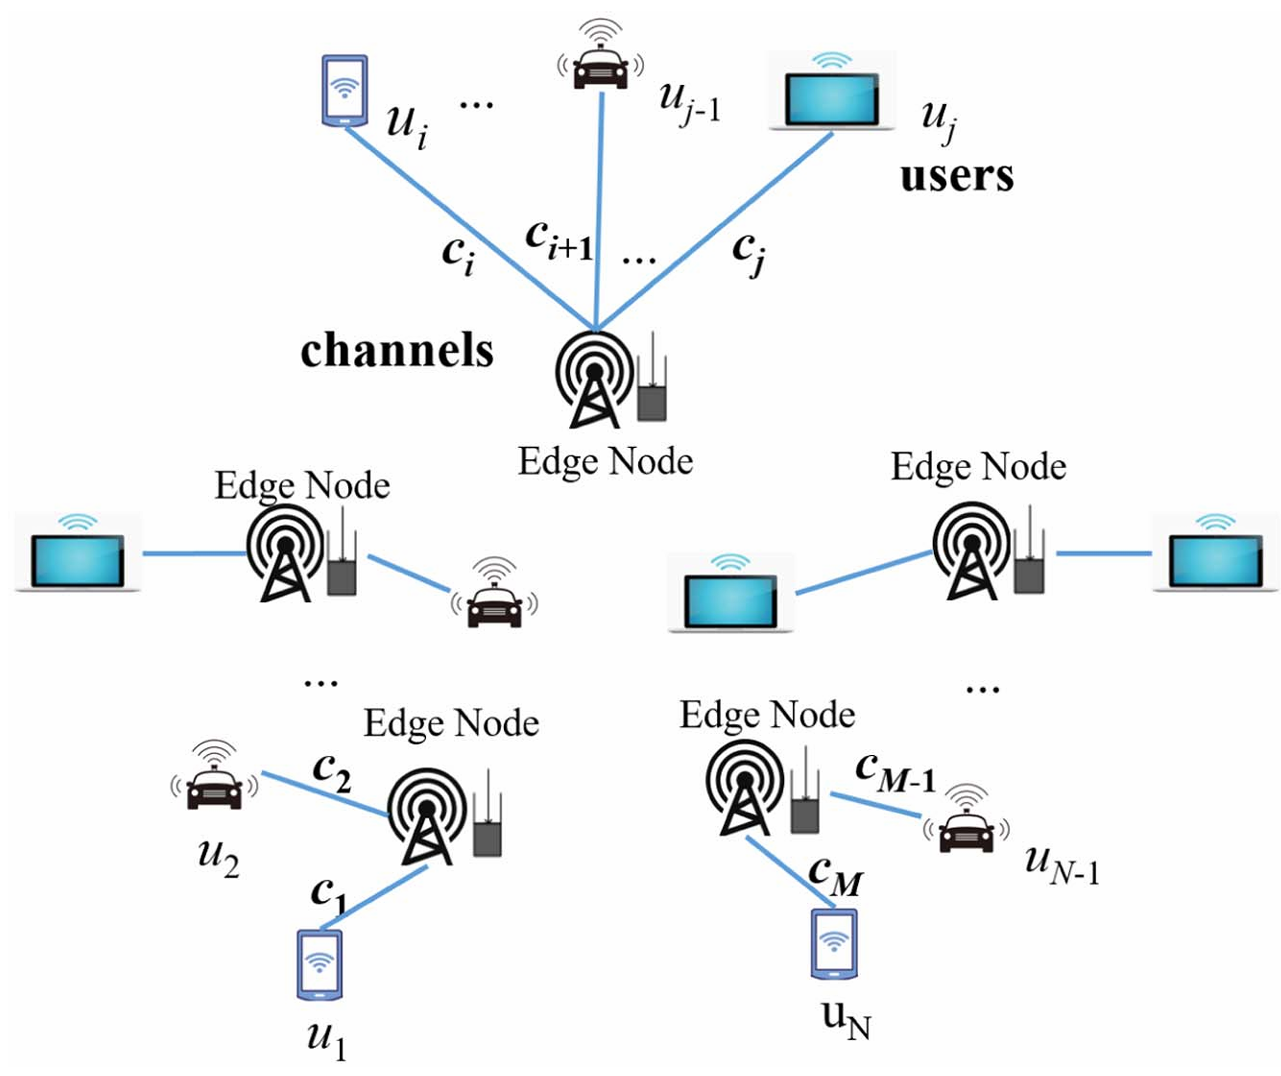 u_i
...
u_{j-1}
u_j
users
c_i
c_{i+1}
...
c_j
channels
Edge Node
Edge Node
Edge Node
...
...
Edge Node
Edge Node
c_2
c_{M-1}
u_2
u_{N-1}
c_1
c_M
u_1
u_N